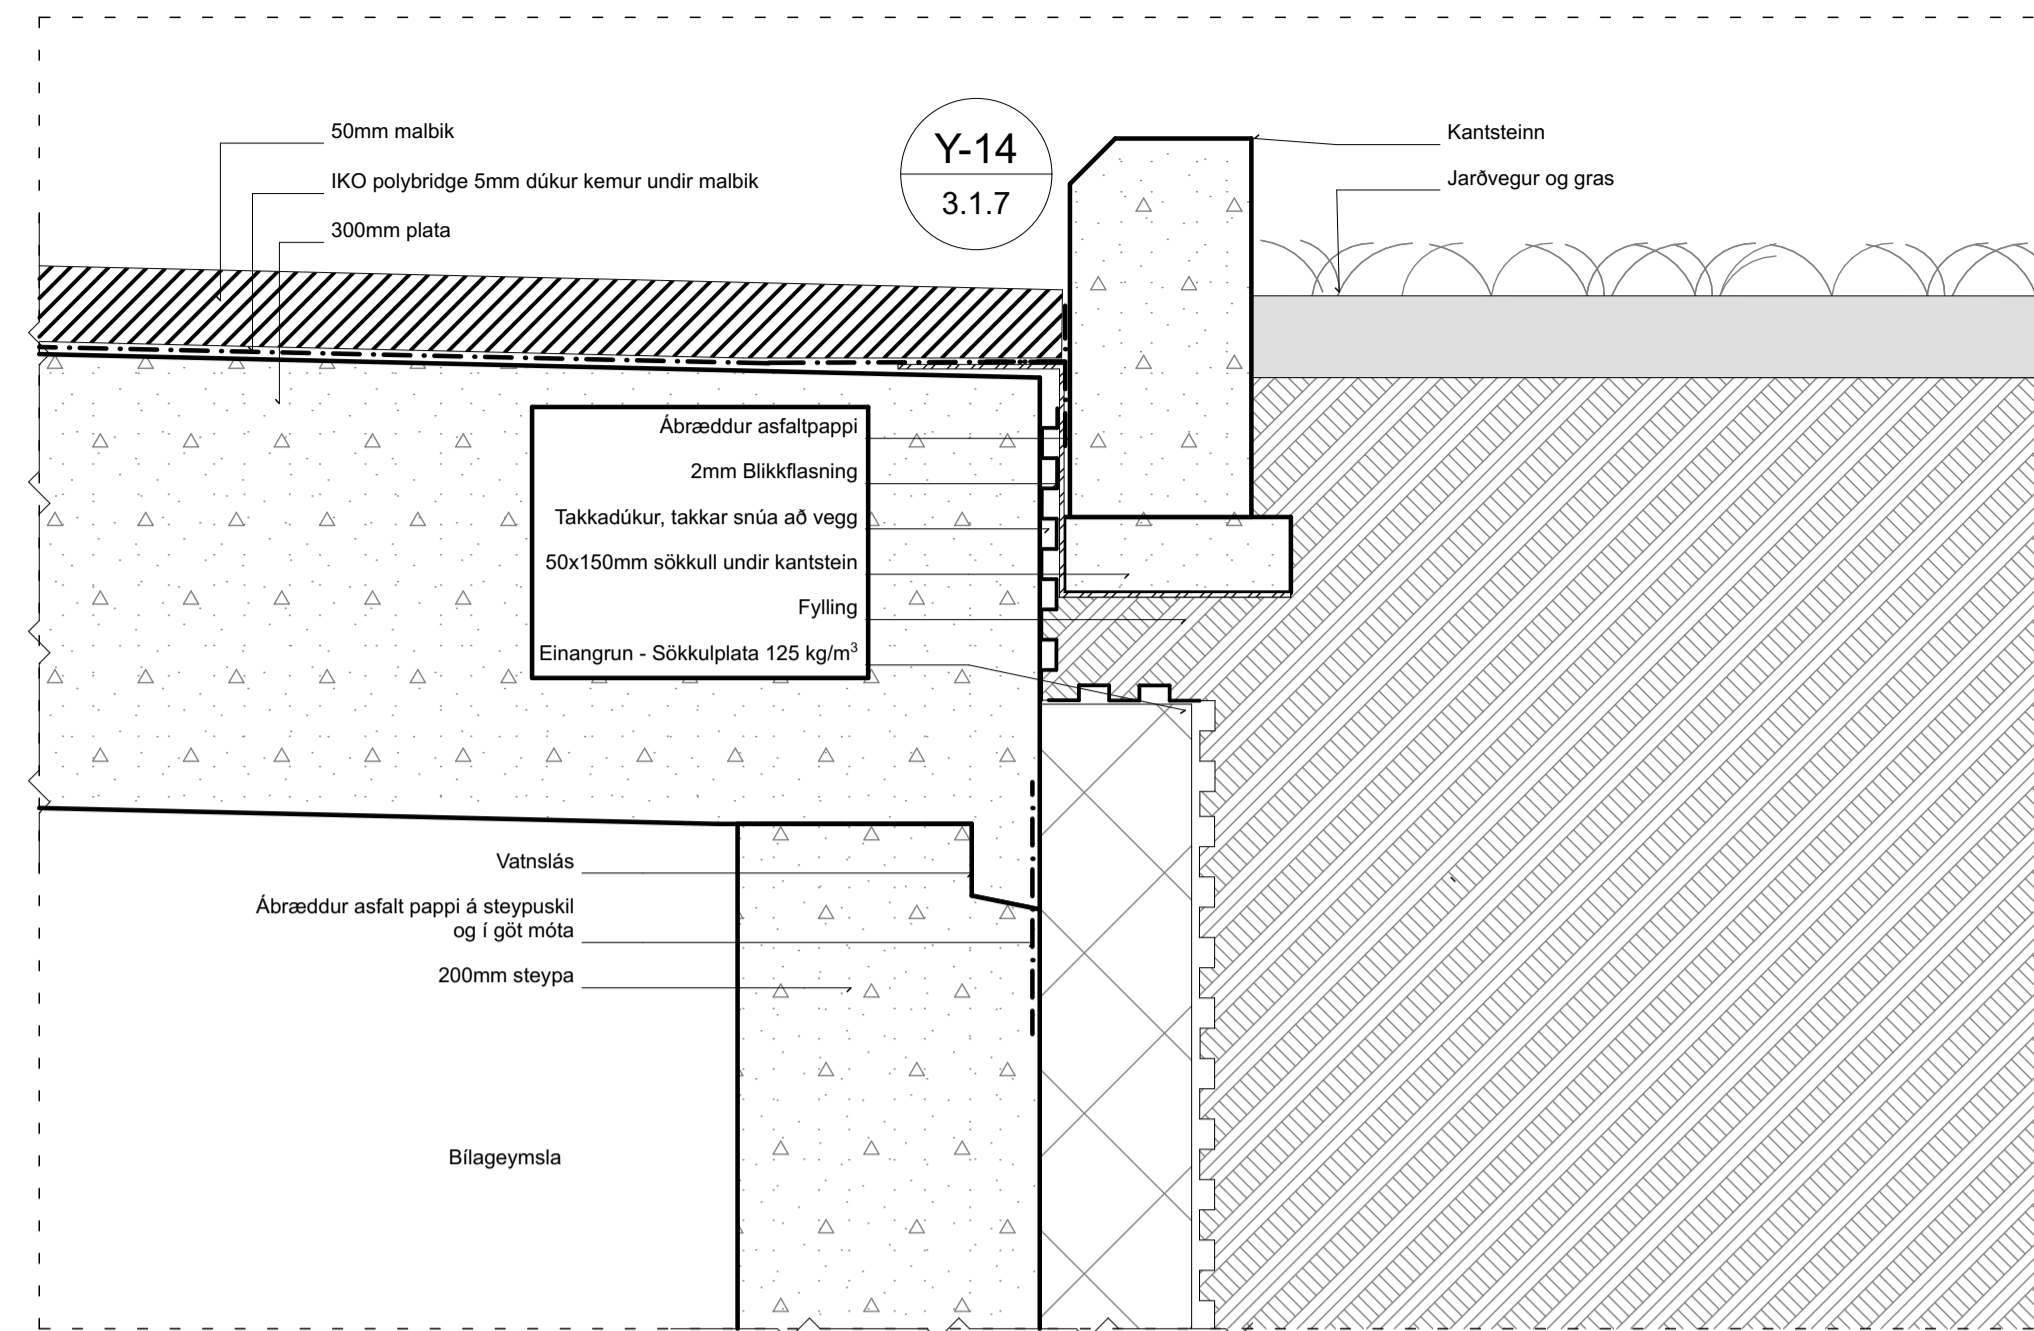 50mm malbik
IKO polybridge 5mm dúkur kemur undir malbik
300mm plata
Y-14
3.1.7
Kantsteinn
Jarðvegur og gras
Ábræddur asfaltpappi
2mm Blikkflasning
Takkadúkur, takkar snúa að vegg
50x150mm sökkull undir kantstein
Fylling
Einangrun - Sökkulplata 125 kg/m³
Vatnslás
Ábræddur asfalt pappi á steypuskil
og í göt móta
200mm steypa
Bílageymsla